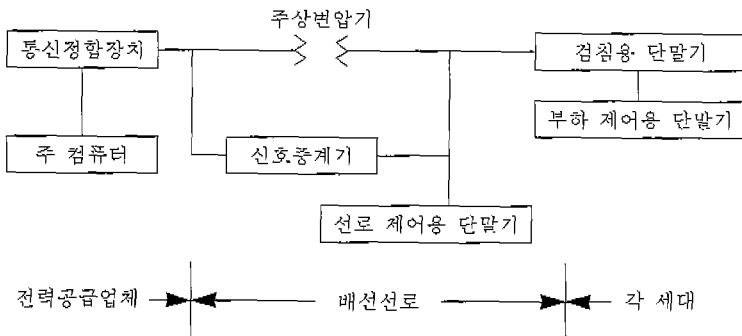 주상변압기
통신정합장치
검침용 단말기
부하 제어용 단말기
주 컴퓨터
신호중계기
선로 제어용 단말기
전력공급업체
배선선로
각 세대